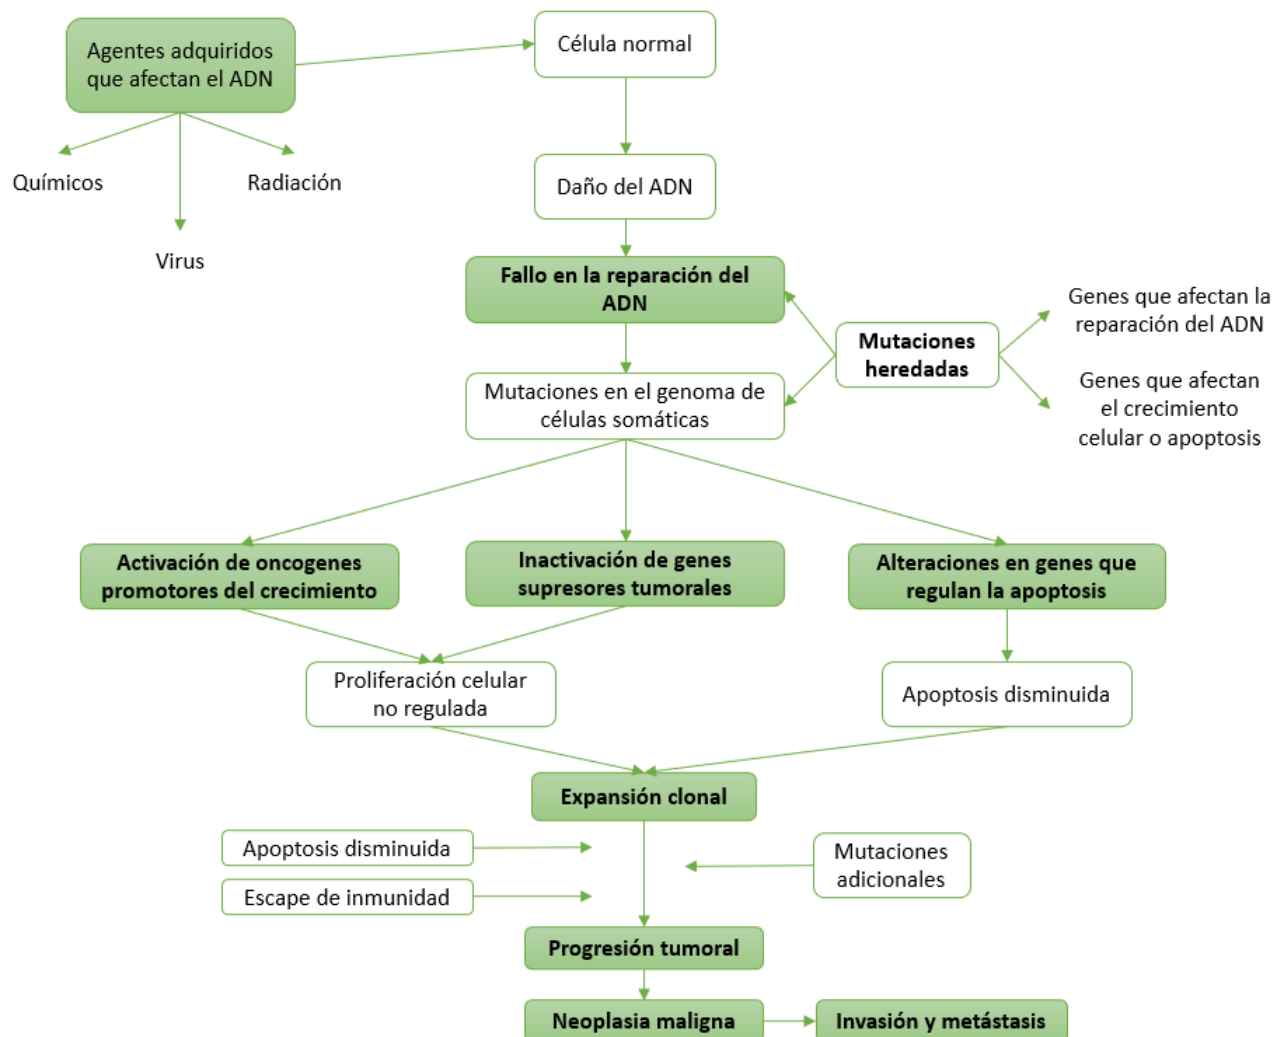 Agentes adquiridos
que afectan el ADN
Célula normal
Químicos
Radiación
Virus
Daño del ADN
Fallo en la reparación del
ADN
Mutaciones
heredadas
Genes que afectan la
reparación del ADN
Genes que afectan
el crecimiento
celular o apoptosis
Mutaciones en el genoma de
células somáticas
Activación de oncogenes
promotores del crecimiento
Inactivación de genes
supresores tumorales
Alteraciones en genes que
regulan la apoptosis
Proliferación celular
no regulada
Apoptosis disminuida
Expansión clonal
Apoptosis disminuida
Escape de inmunidad
Mutaciones
adicionales
Progresión tumoral
Neoplasia maligna
Invasión y metástasis